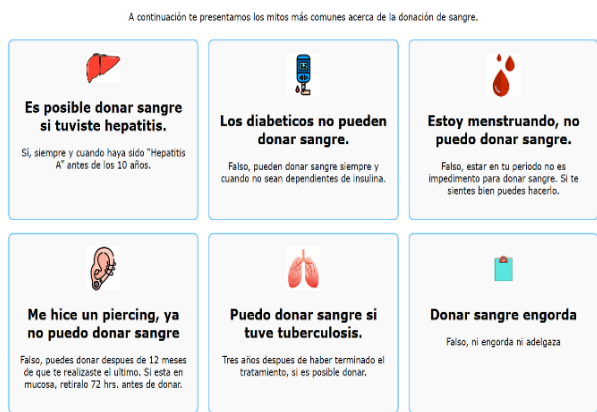 A continuación te presentamos los mitos más comunes acerca de la donación de sangre.
Es posible donar sangre
si tuviste hepatitis.
Sí, siempre y cuando haya sido "Hepatitis
A" antes de los 10 años.
Los diabeticos no pueden
donar sangre.
Falso, pueden donar sangre siempre y
cuando no sean dependientes de insulina.
Estoy menstruando, no
puedo donar sangre.
Falso, estar en tu periodo no es
impedimento para donar sangre. Si te
sientes bien puedes hacerlo.
Me hice un piercing, ya
no puedo donar sangre
Falso, puedes donar despues de 12 meses
de que te realizaste el ultimo. Si esta en
mucosa, retiralo 72 hrs. antes de donar.
Puedo donar sangre si
tuve tuberculosis.
Tres años despues de haber terminado el
tratamiento, si es posible donar.
Donar sangre engorda
Falso, ni engorda ni adelgaza